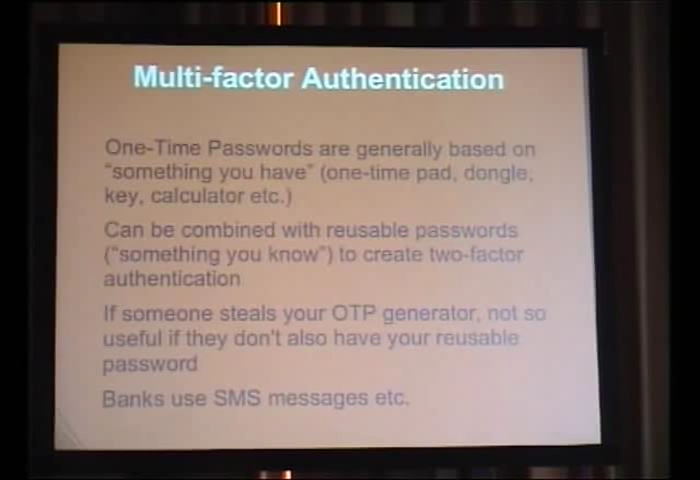 Multi-factor Authentication
One-Time Passwords are generally based on
“something you have” (one-time pad, dongle,
key, calculator etc.)
Can be combined with reusable passwords
(“something you know”) to create two-factor
authentication
If someone steals your OTP generator, not so
useful if they don't also have your reusable
password
Banks use SMS messages etc.